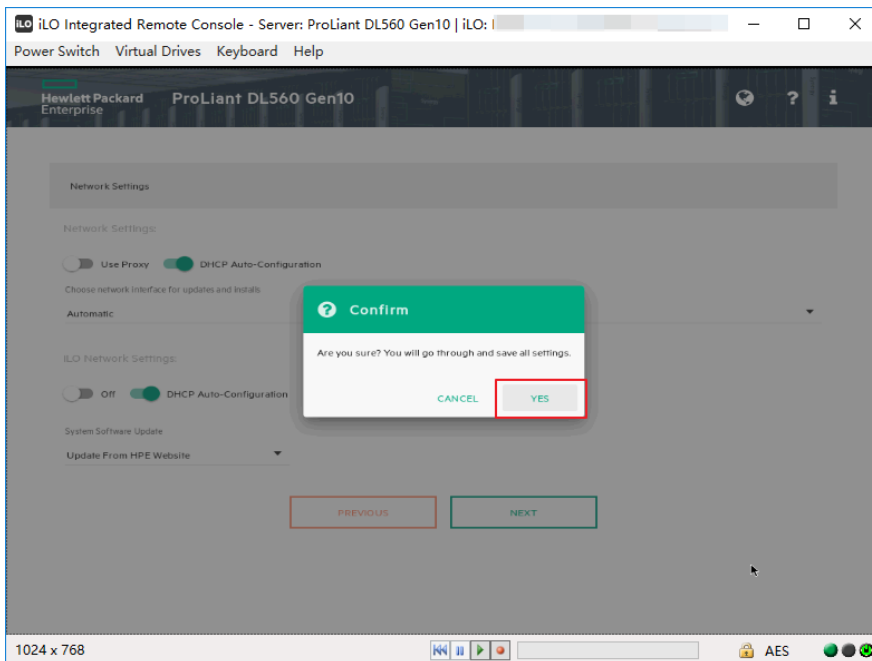 iLO iLO Integrated Remote Console - Server: ProLiant DL560 Gen10 | iLO:
Power Switch Virtual Drives Keyboard Help
Hewlett Packard
Enterprise
ProLiant DL560 Gen10
? i
Network Settings
Network Settings:
Use Proxy DHCP Auto-Configuration
Choose network interface for updates and installs
Automatic
? Confirm
Are you sure? You will go through and save all settings.
CANCEL YES
iLO Network Settings:
Off DHCP Auto-Configuration
System Software Update
Update From HPE Website
PREVIOUS NEXT
1024 x 768 AES